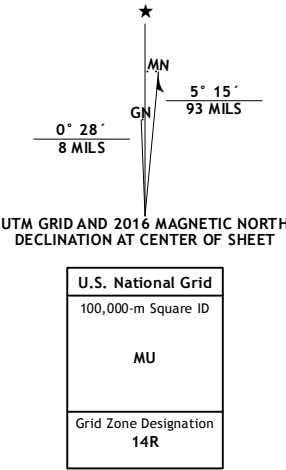 ★
MN
GN
5° 15´
93 MILS
0° 28´
8 MILS
UTM GRID AND 2016 MAGNETIC NORTH
DECLINATION AT CENTER OF SHEET
U.S. National Grid
100,000-m Square ID
MU
Grid Zone Designation
14R